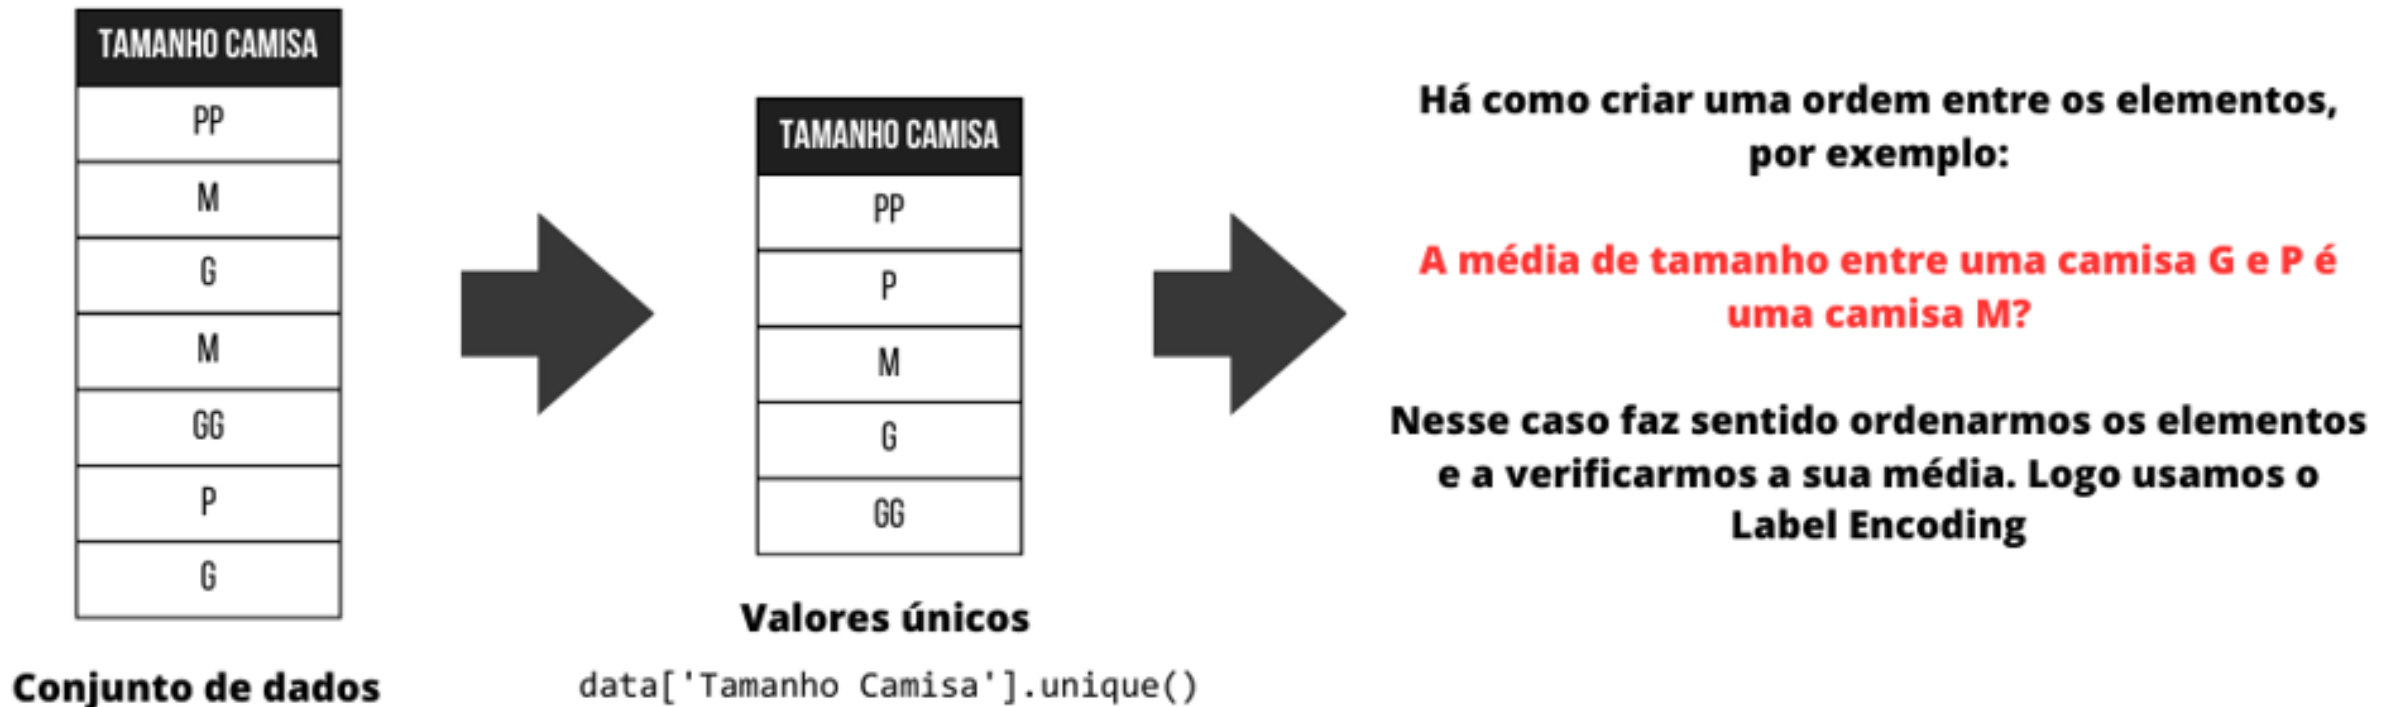 TAMANHO CAMISA
PP
M
G
M
GG
P
G
Conjunto de dados
TAMANHO CAMISA
PP
P
M
G
GG
Valores únicos
data['Tamanho Camisa'].unique()
Há como criar uma ordem entre os elementos,
por exemplo:
A média de tamanho entre uma camisa G e P é
uma camisa M?
Nesse caso faz sentido ordenarmos os elementos
e a verificarmos a sua média. Logo usamos o
Label Encoding